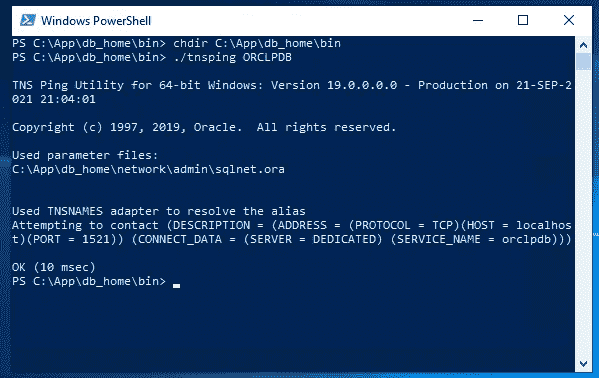 Windows PowerShell
PS C:\App\db_home\bin> chdir C:\App\db_home\bin
PS C:\App\db_home\bin> ./tnsping ORCLPDB
TNS Ping Utility for 64-bit Windows: Version 19.0.0.0.0 - Production on 21-SEP-2
021 21:04:01
Copyright (c) 1997, 2019, Oracle.  All rights reserved.
Used parameter files:
C:\App\db_home\network\admin\sqlnet.ora
Used TNSNAMES adapter to resolve the alias
Attempting to contact (DESCRIPTION = (ADDRESS = (PROTOCOL = TCP)(HOST = localhos
t)(PORT = 1521)) (CONNECT_DATA = (SERVER = DEDICATED) (SERVICE_NAME = orclpdb)))
OK (10 msec)
PS C:\App\db_home\bin>